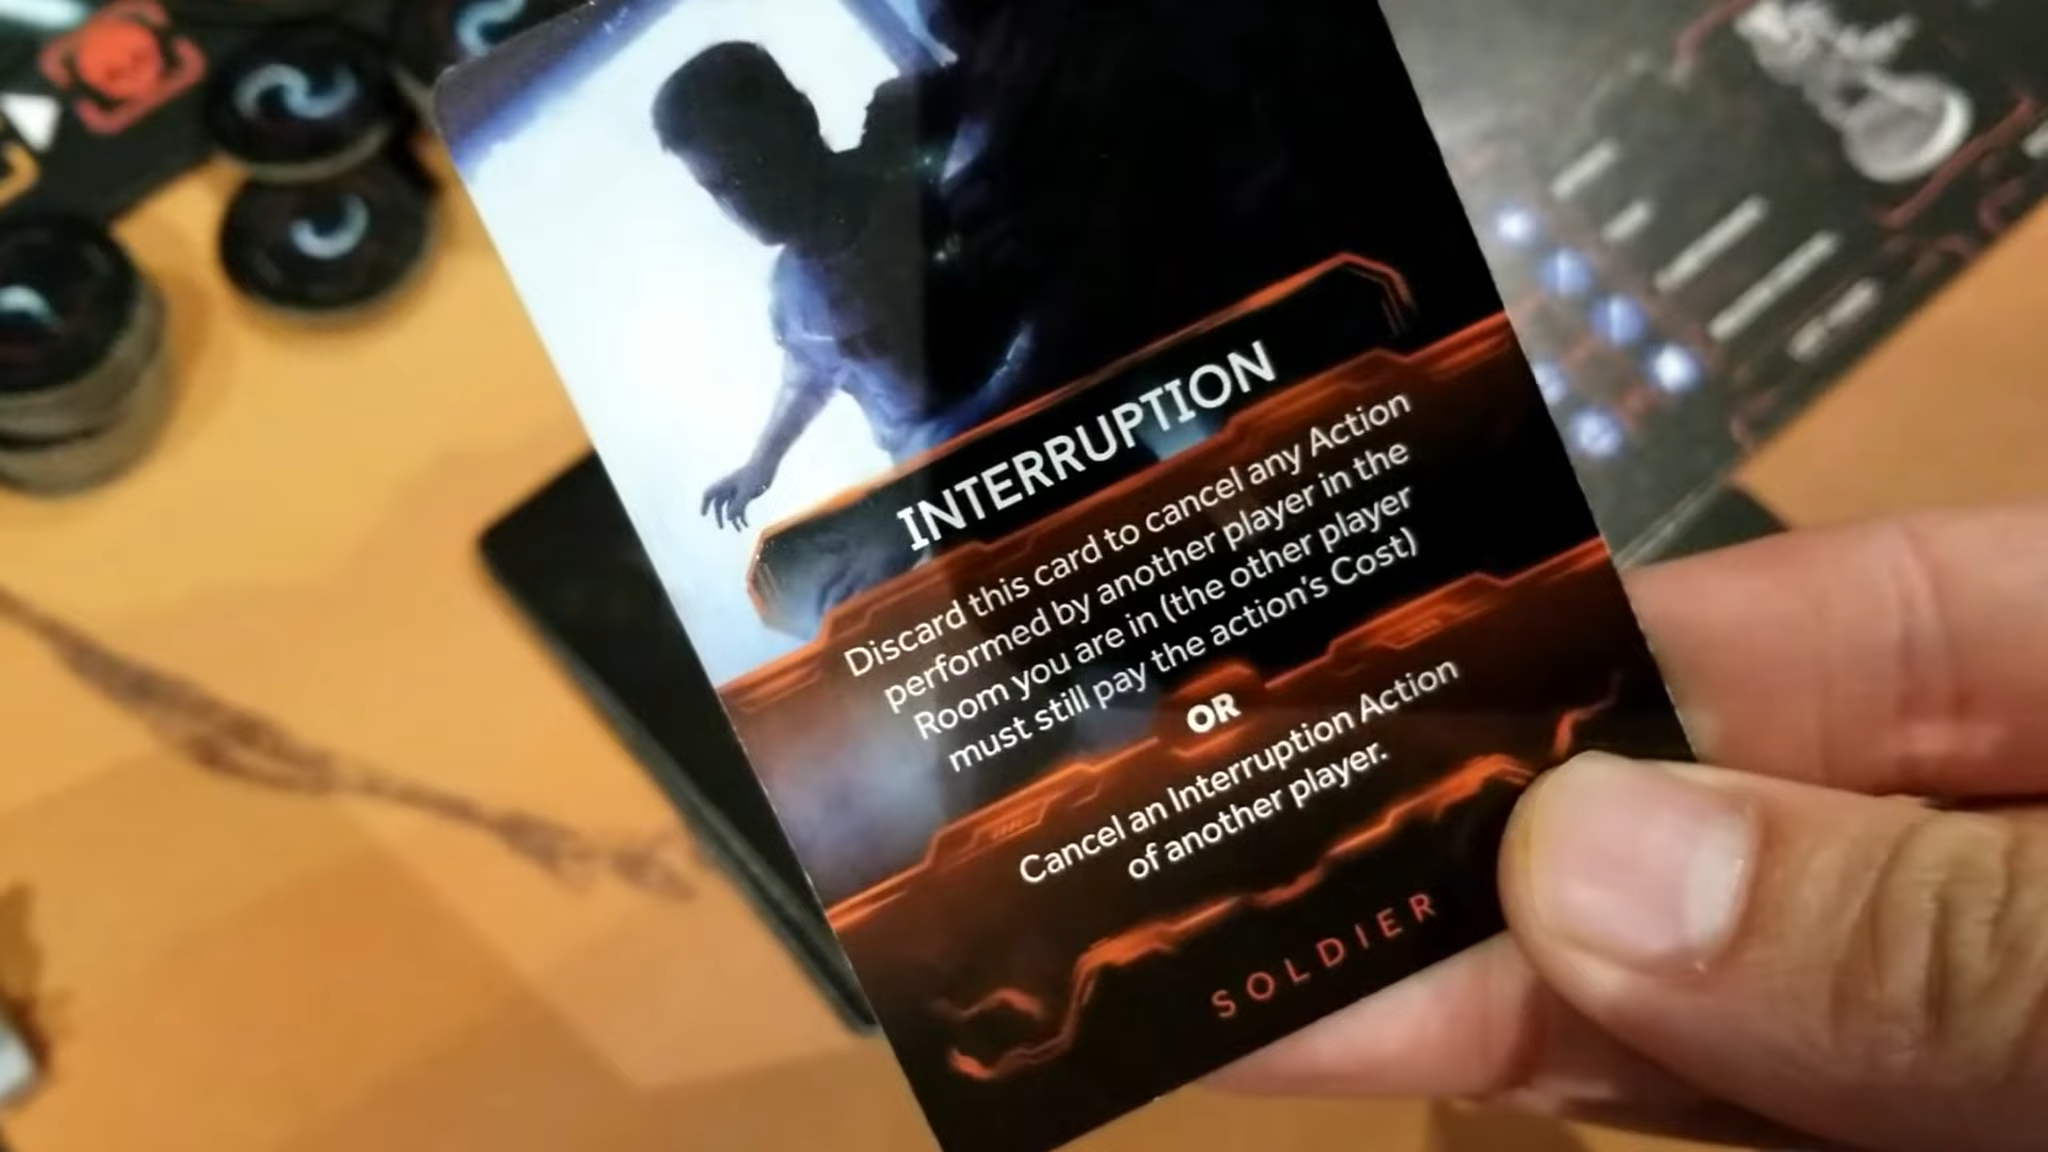 INTERRUPTION
Discard this card to cancel any Action
performed by another player in the
Room you are in (the other player
must still pay the action's Cost)
OR
Cancel an Interruption Action
of another player.
SOLDIER